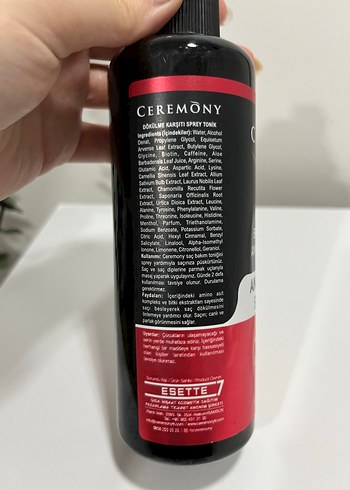 CEREMONY
DÖKÜLME KARŞITI SPREY TONİK
Ingredients (İçindekiler): Water, Alcohol
Denat, Propylene Glycol, Equisetum
Arvense Leaf Extract, Butylene Glycol,
Glycine, Biotin, Caffeine, Aloe
Barbadensis Leaf Juice, Arginine, Serine,
Glutamic Acid, Aspartic Acid, Lysine,
Camellia Sinensis Leaf Extract, Allium
Sativum Bulb Extract, Laurus Nobilis Leaf
Extract, Chamomilla Recutita Flower
Extract, Saponaria Officinalis Root
Extract, Urtica Dioica Extract, Leucine,
Alanine, Tyrosine, Phenylalanine, Valine,
Proline, Threonine, Isoleucine, Histidine,
Menthol, Parfum, Triethanolamine,
Sodium Benzoate, Potassium Sorbate,
Citric Acid, Hexyl Cinnamal, Benzyl
Salicylate, Linalool, Alpha-Isomethyl
Ionone, Limonene, Citronellol, Geraniol.
Kullanımı: Ceremony saç bakım toniğini
sprey yardımıyla saçınıza püskürtünüz.
Saç ve saç diplerine parmak uçlarıyla
masaj yaparak uygulayınız. Günde 2 defa
kullanılması tavsiye olunur. Durulama
gerektirmez.
Faydaları: İçeriğindeki amino asit
kompleks ve bitki ekstraktları sayesinde
saçı besleyerek saç dökülmesini
önlemeye yardımcı olur. Saçın; canlı ve
parlak görünmesini sağlar.
Uyarılar: Çocukların ulaşamayacağı ve
serin yerde muhafaza ediniz. İçeriğindeki
herhangi bir maddeye karşı hassasiyeti
olan kişiler tarafından kullanılması
tavsiye olunmaz.
ESETTE